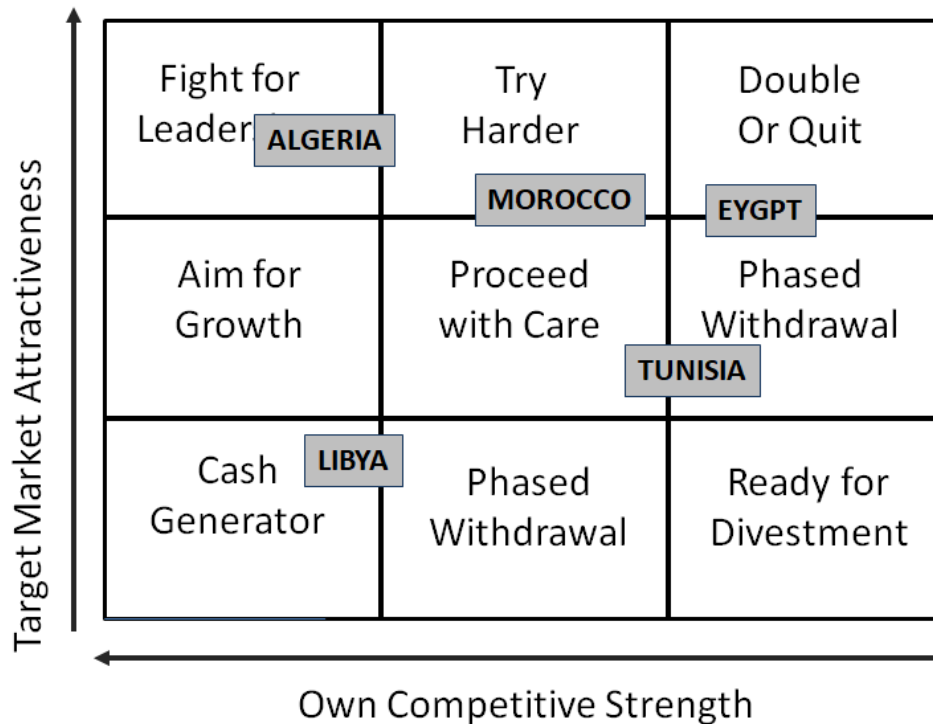 Target Market Attractiveness
Fight for
Leaders
ALGERIA
Try
Harder
MOROCCO
Double
Or Quit
EYGPT
Aim for
Growth
Proceed
with Care
Phased
Withdrawal
TUNISIA
Cash
Generator
LIBYA
Phased
Withdrawal
Ready for
Divestment
Own Competitive Strength